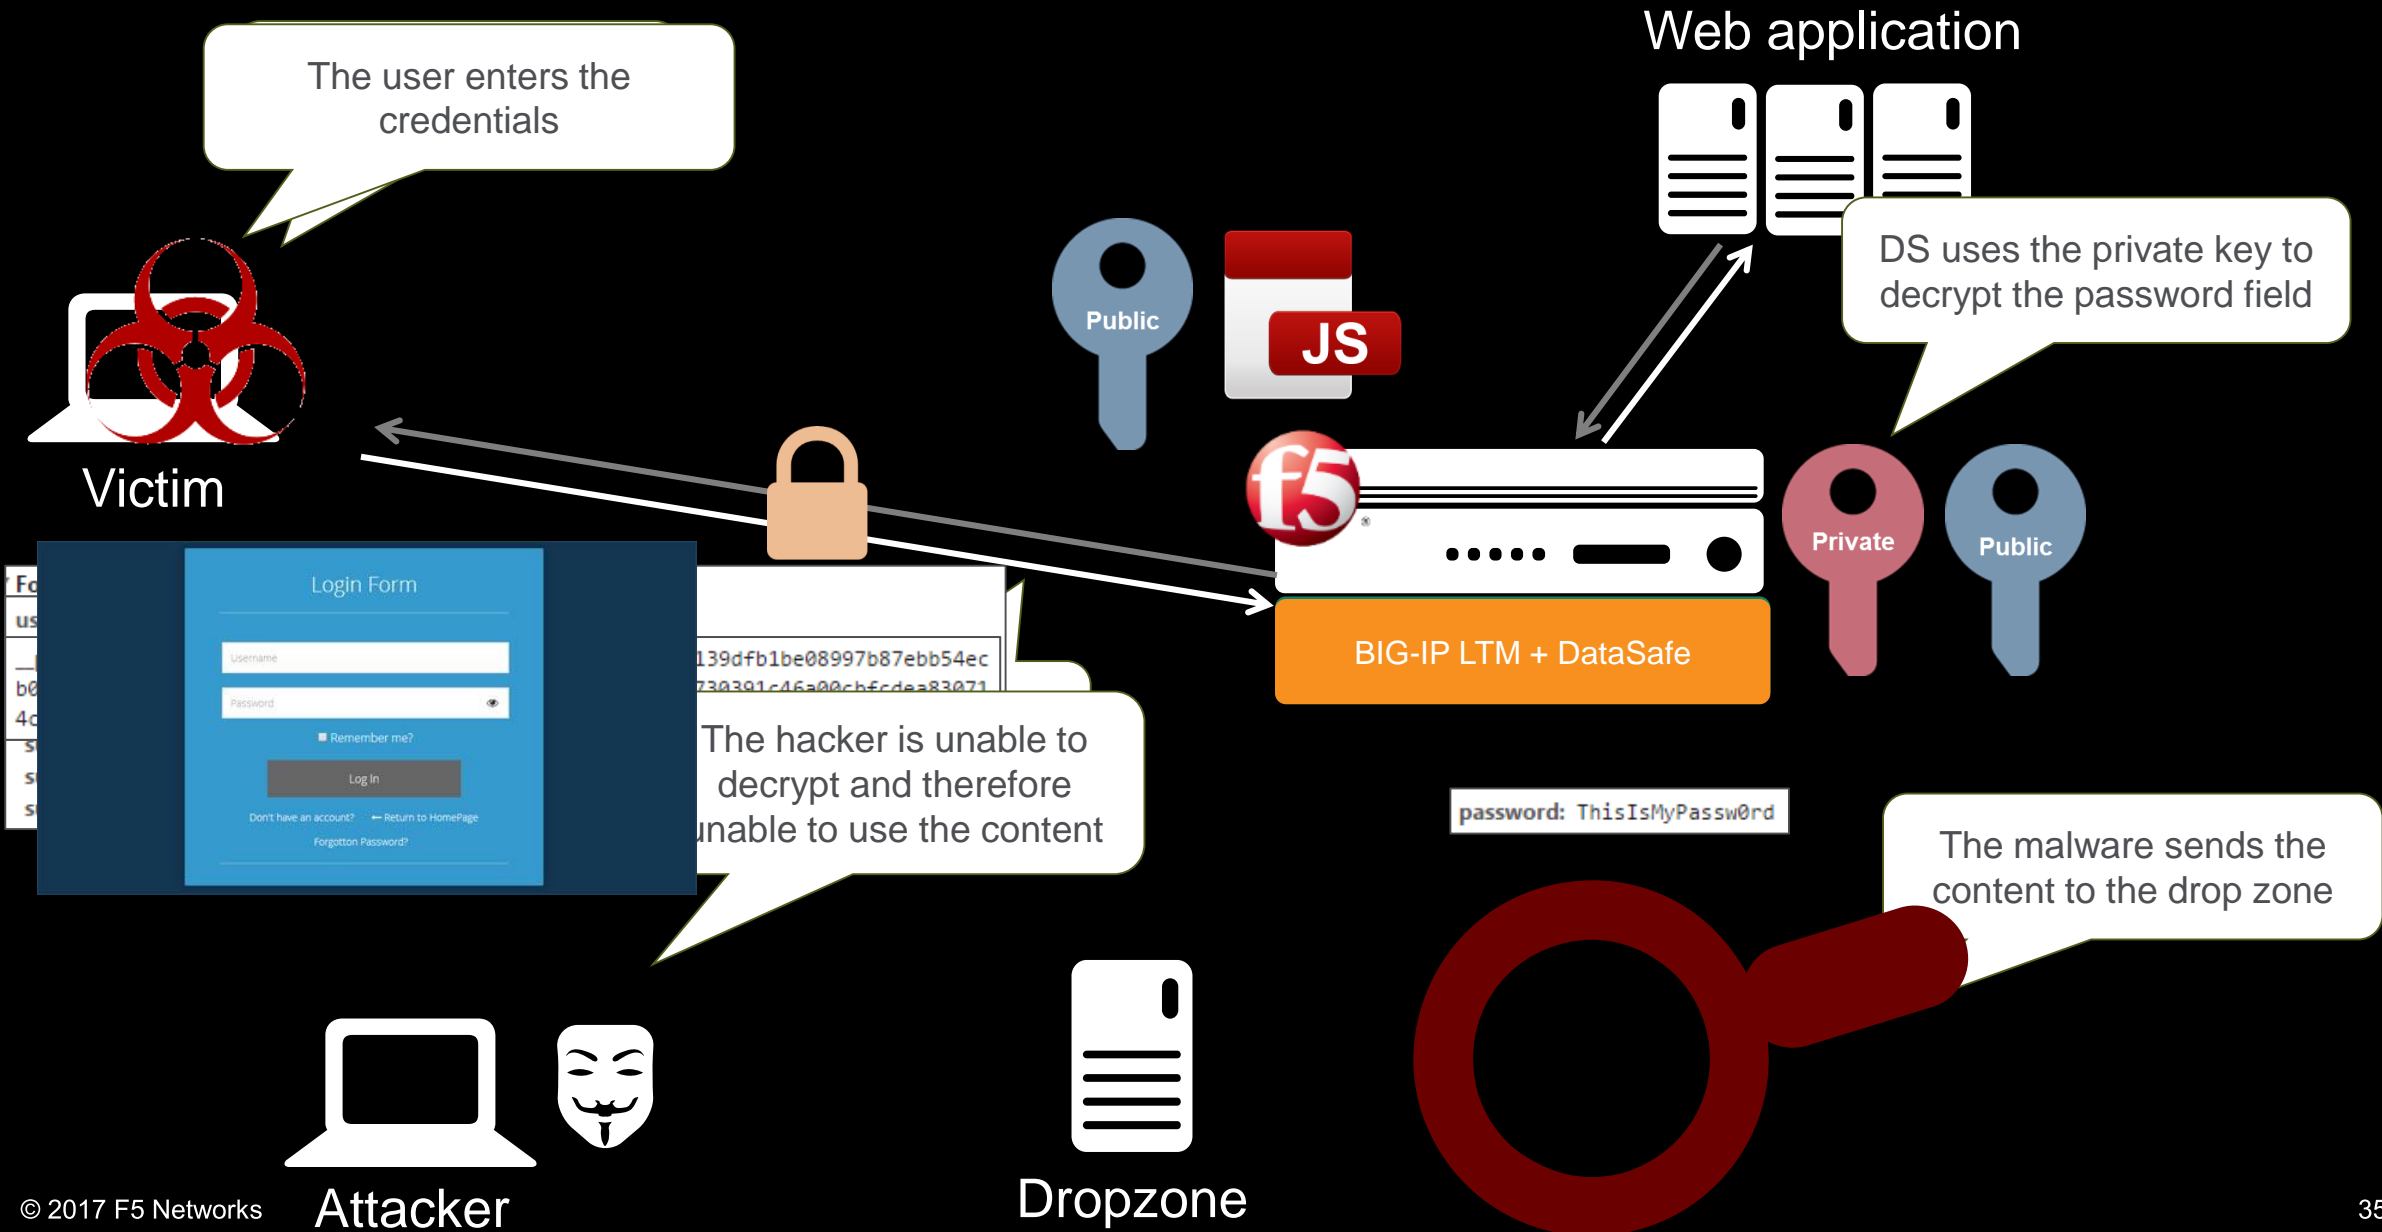 Web application
The user enters the
credentials
DS uses the private key to
decrypt the password field
Public
JS
f5
®
Private
Public
Victim
BIG-IP LTM + DataSafe
Login Form
Username
Password
Remember me?
Log In
Don't have an account?
Return to HomePage
Forgotton Password?
139dfb1be08997b87ebb54ec
730391c46a00cbfcdea83071
The hacker is unable to
decrypt and therefore
unable to use the content
password: ThisIsMyPassw0rd
The malware sends the
content to the drop zone
© 2017 F5 Networks
Attacker
Dropzone
35